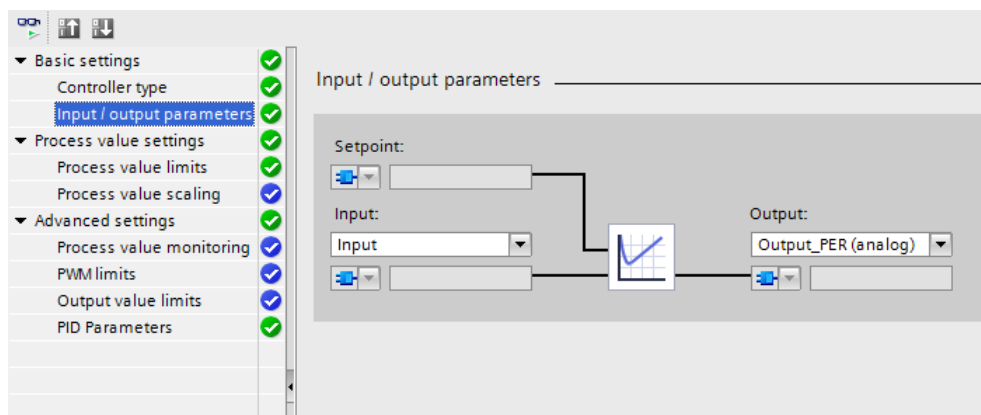 Basic settings
Controller type
Input / output parameters
Process value settings
Process value limits
Process value scaling
Advanced settings
Process value monitoring
PWM limits
Output value limits
PID Parameters
Input / output parameters
Setpoint:
Input:
Input
Output:
Output_PER (analog)